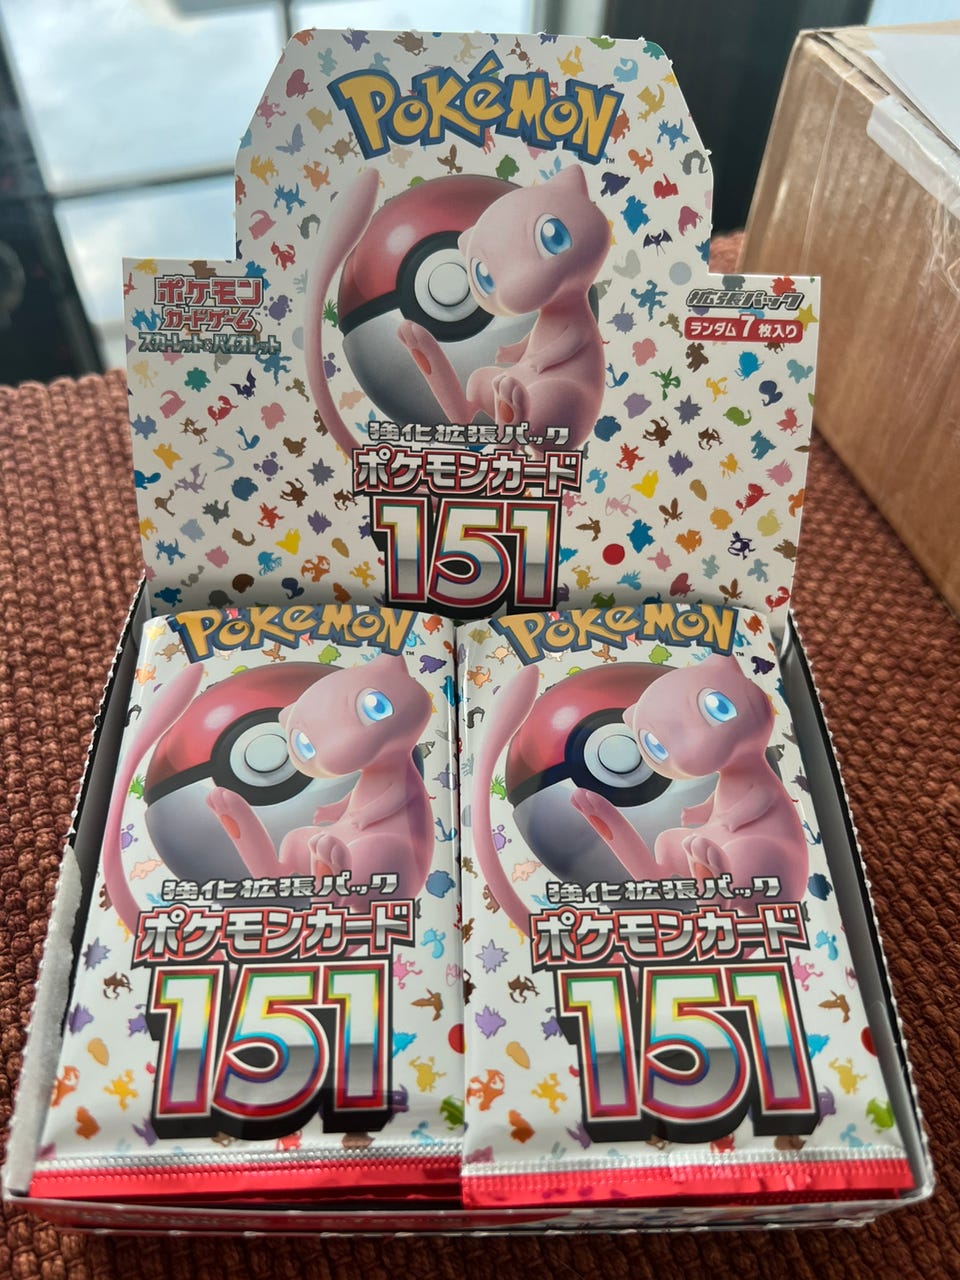 POKéMON
TM
ポケモン
カードゲーム
スカーレット&バイオレット
拡張パック
ランダム7枚入り
強化拡張パック
ポケモンカード
151
POKéMON
TM
強化拡張パック
ポケモンカード
151
POKéMON
TM
強化拡張パック
ポケモンカード
151